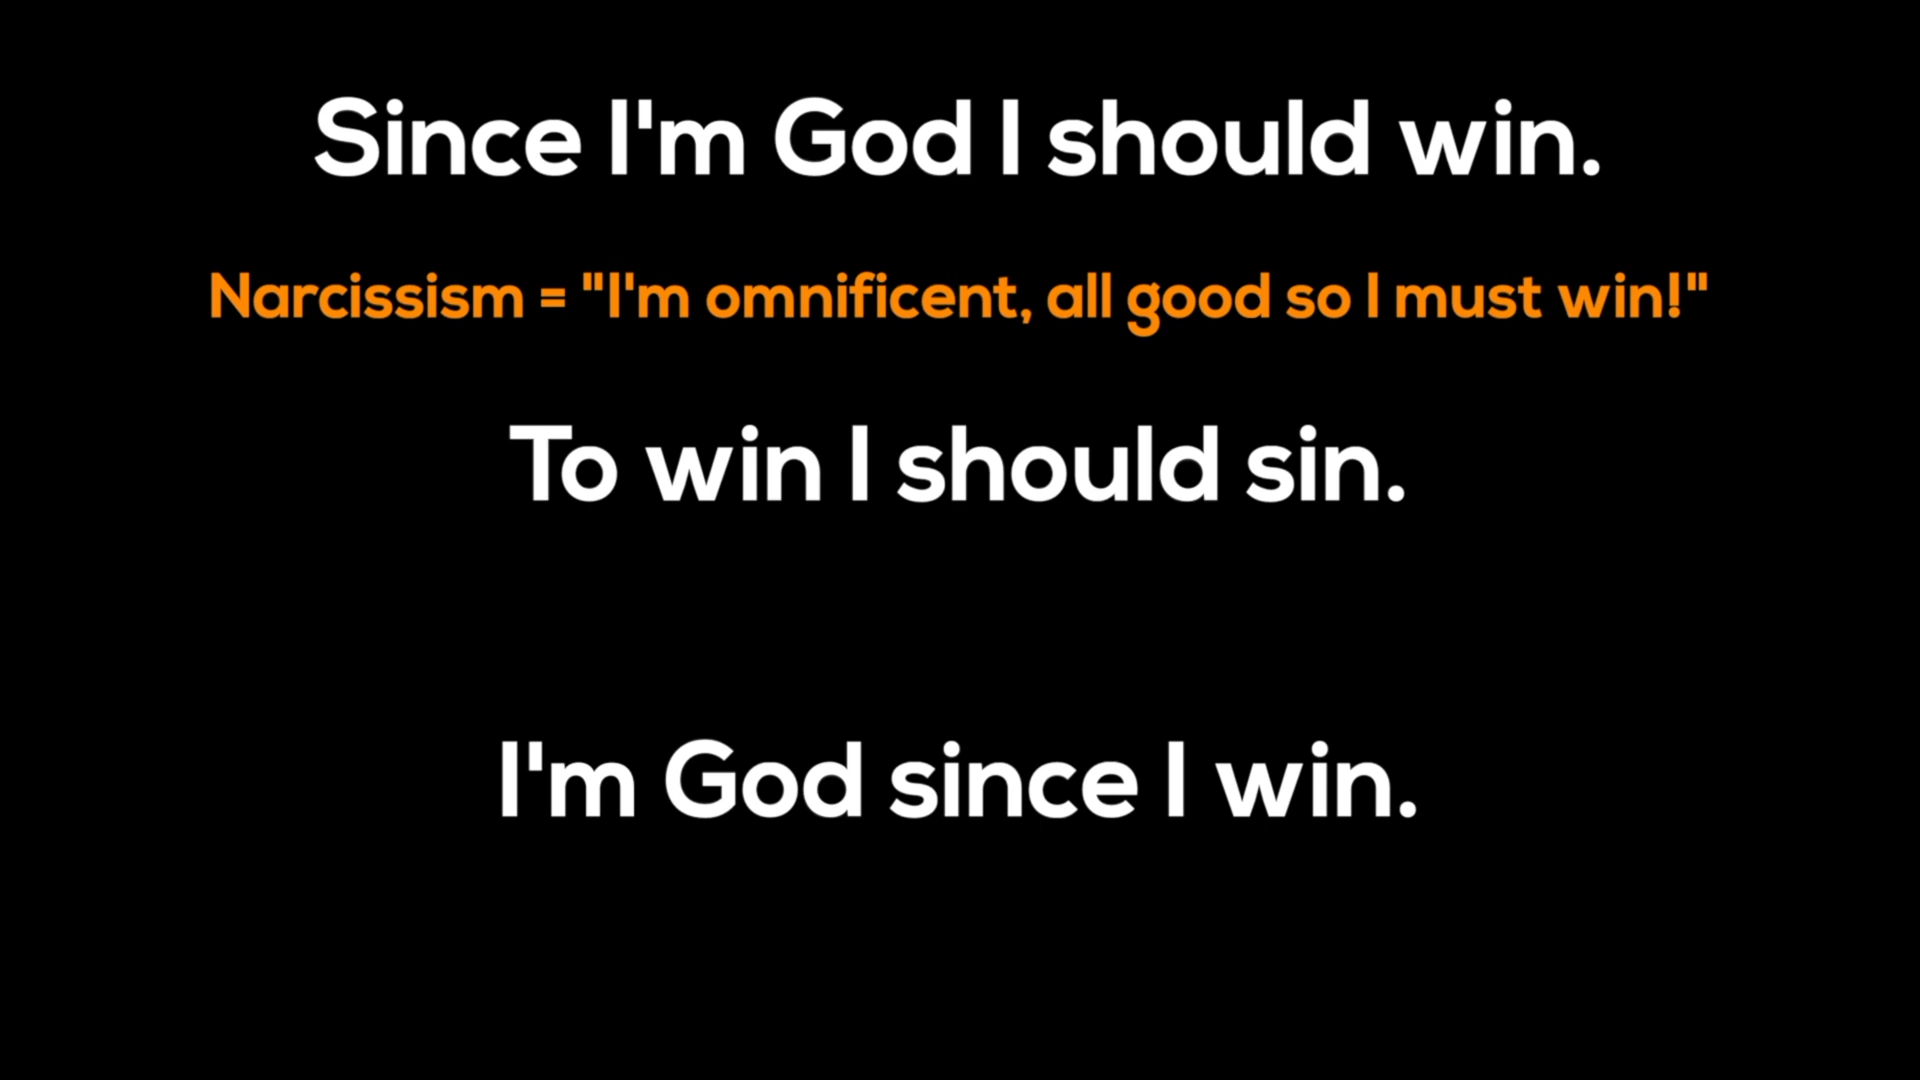 Since I'm God I should win.
Narcissism = "I'm omnificent, all good so I must win!"
To win I should sin.
I'm God since I win.